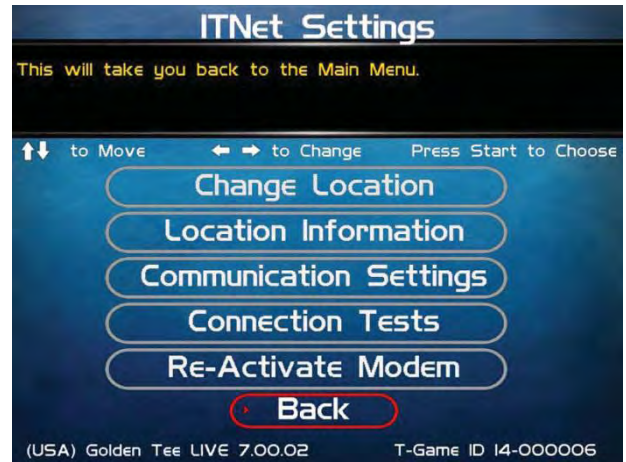 ITNet Settings
This will take you back to the Main Menu.
to Move to Change Press Start to Choose
Change Location
Location Information
Communication Settings
Connection Tests
Re-Activate Modem
Back
(USA) Golden Tee LIVE 7.00.02 T-Game ID 14-000006